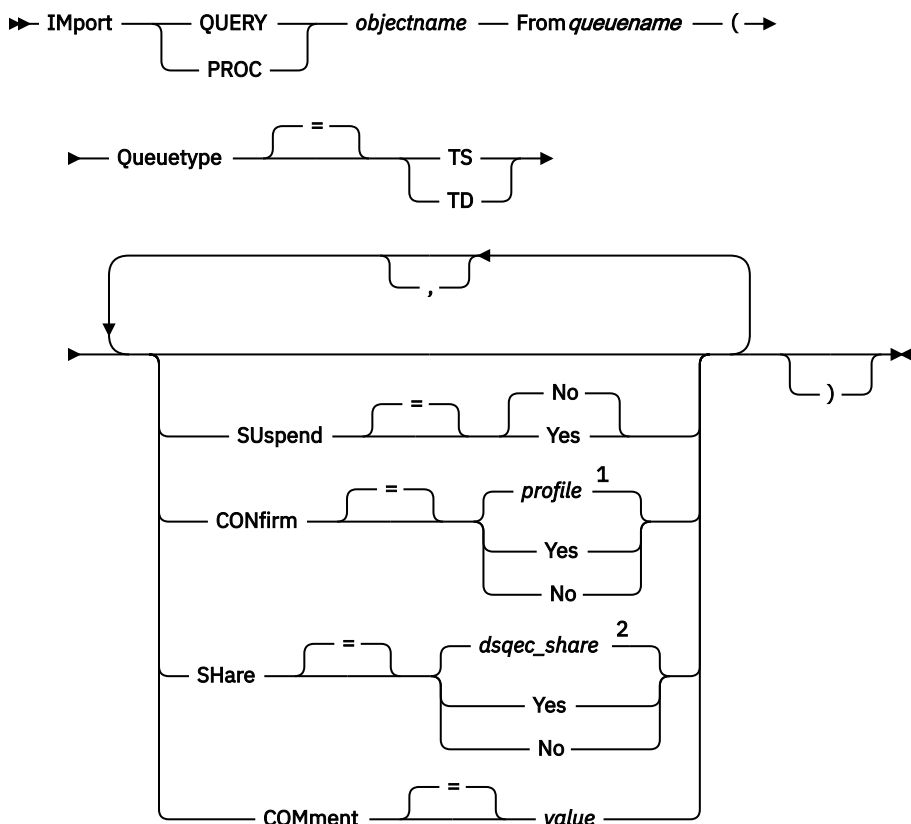 IMport QUERY objectname From queuename (
PROC
=
Queuetype TS
TD
,
)
No
=
SUspend Yes
profile 1
=
CONfirm
Yes
No
dsqec_share 2
=
SHare
Yes
No
=
COMment value